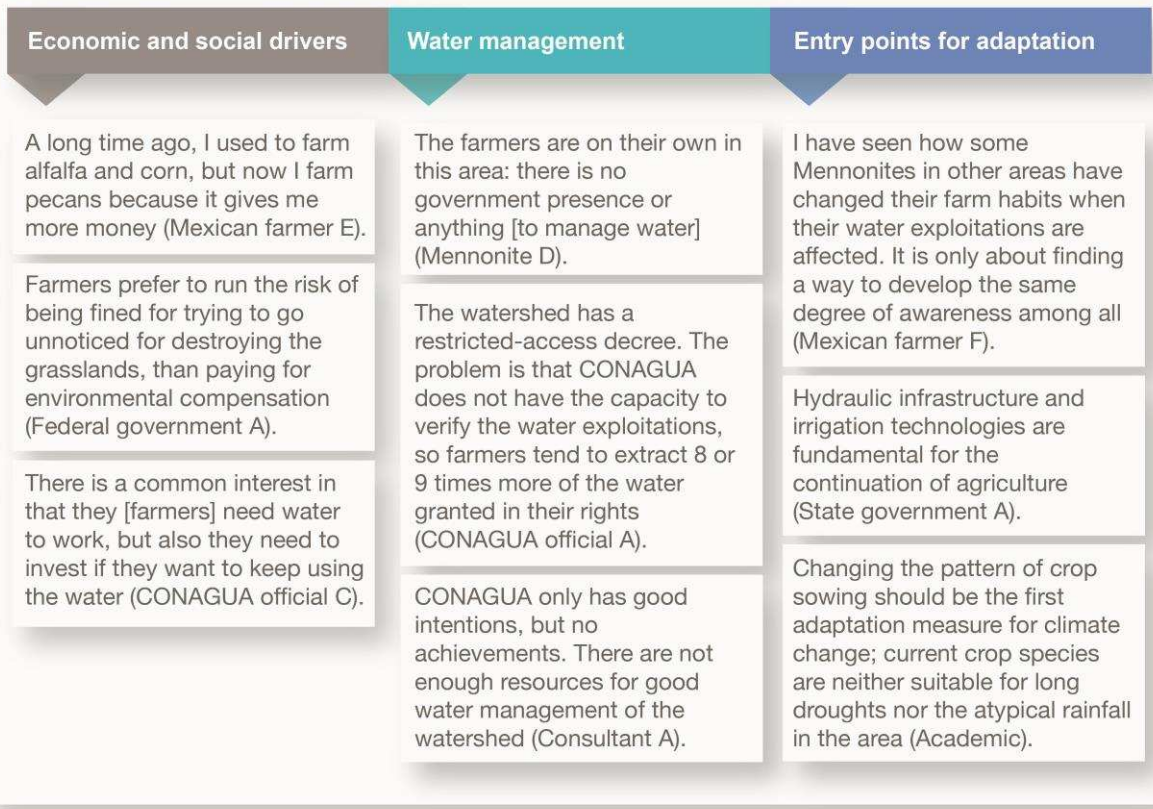 Economic and social drivers
A long time ago, I used to farm
alfalfa and corn, but now I farm
pecans because it gives me
more money (Mexican farmer E).
Farmers prefer to run the risk of
being fined for trying to go
unnoticed for destroying the
grasslands, than paying for
environmental compensation
(Federal government A).
There is a common interest in
that they [farmers] need water
to work, but also they need to
invest if they want to keep using
the water (CONAGUA official C).
Water management
The farmers are on their own in
this area: there is no
government presence or
anything [to manage water]
(Mennonite D).
The watershed has a
restricted-access decree. The
problem is that CONAGUA
does not have the capacity to
verify the water exploitations,
so farmers tend to extract 8 or
9 times more of the water
granted in their rights
(CONAGUA official A).
CONAGUA only has good
intentions, but no
achievements. There are not
enough resources for good
water management of the
watershed (Consultant A).
Entry points for adaptation
I have seen how some
Mennonites in other areas have
changed their farm habits when
their water exploitations are
affected. It is only about finding
a way to develop the same
degree of awareness among all
(Mexican farmer F).
Hydraulic infrastructure and
irrigation technologies are
fundamental for the
continuation of agriculture
(State government A).
Changing the pattern of crop
sowing should be the first
adaptation measure for climate
change; current crop species
are neither suitable for long
droughts nor the atypical rainfall
in the area (Academic).